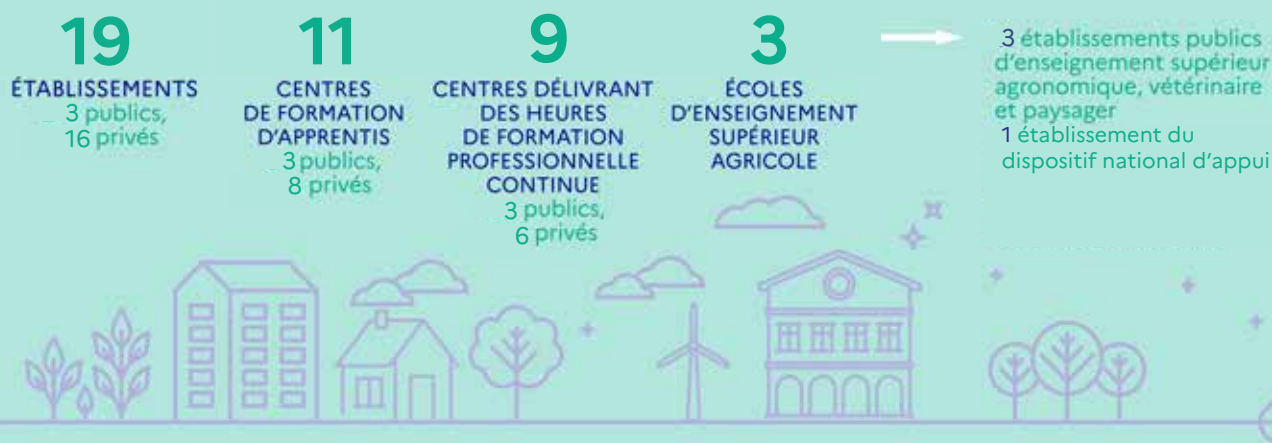 19
ÉTABLISSEMENTS
3 publics,
16 privés
11
CENTRES
DE FORMATION
D'APPRENTIS
3 publics,
8 privés
9
CENTRES DÉLIVRANT
DES HEURES
DE FORMATION
PROFESSIONNELLE
CONTINUE
3 publics,
6 privés
3
ÉCOLES
D'ENSEIGNEMENT
SUPÉRIEUR
AGRICOLE
3 établissements publics
d'enseignement supérieur
agronomique, vétérinaire
et paysager
1 établissement du
dispositif national d'appui